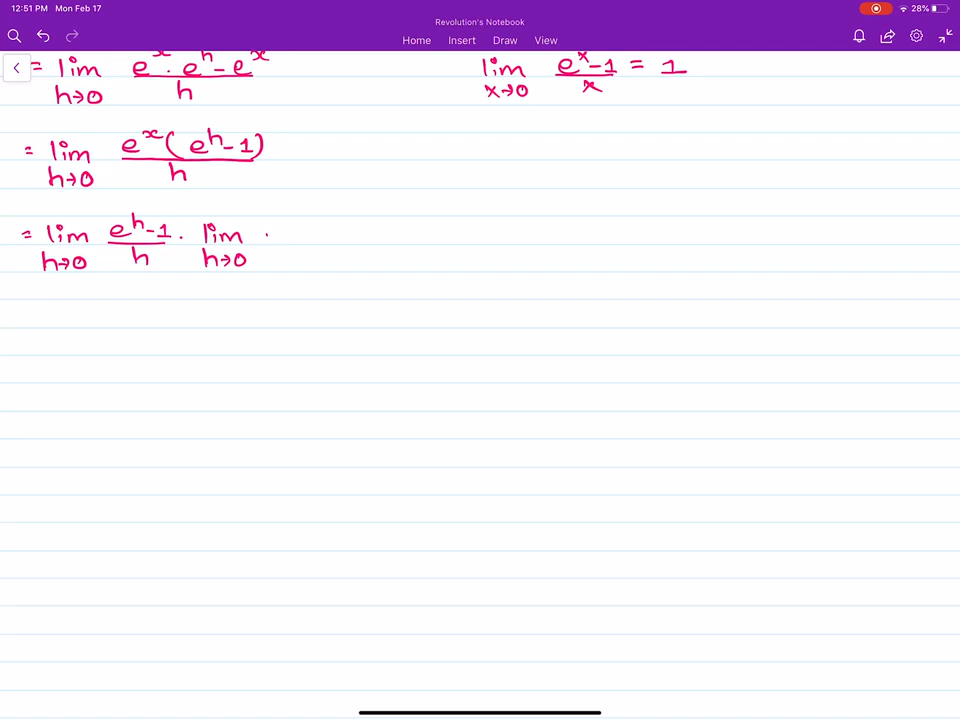 12:51 PM Mon Feb 17
28%
Revolution's Notebook
Home Insert Draw View
= lim e^x · e^h - e^x
h→0 h
lim e^x - 1 = 1
x→0 x
= lim e^x (e^h - 1)
h→0 h
= lim e^h - 1 · lim
h→0 h h→0